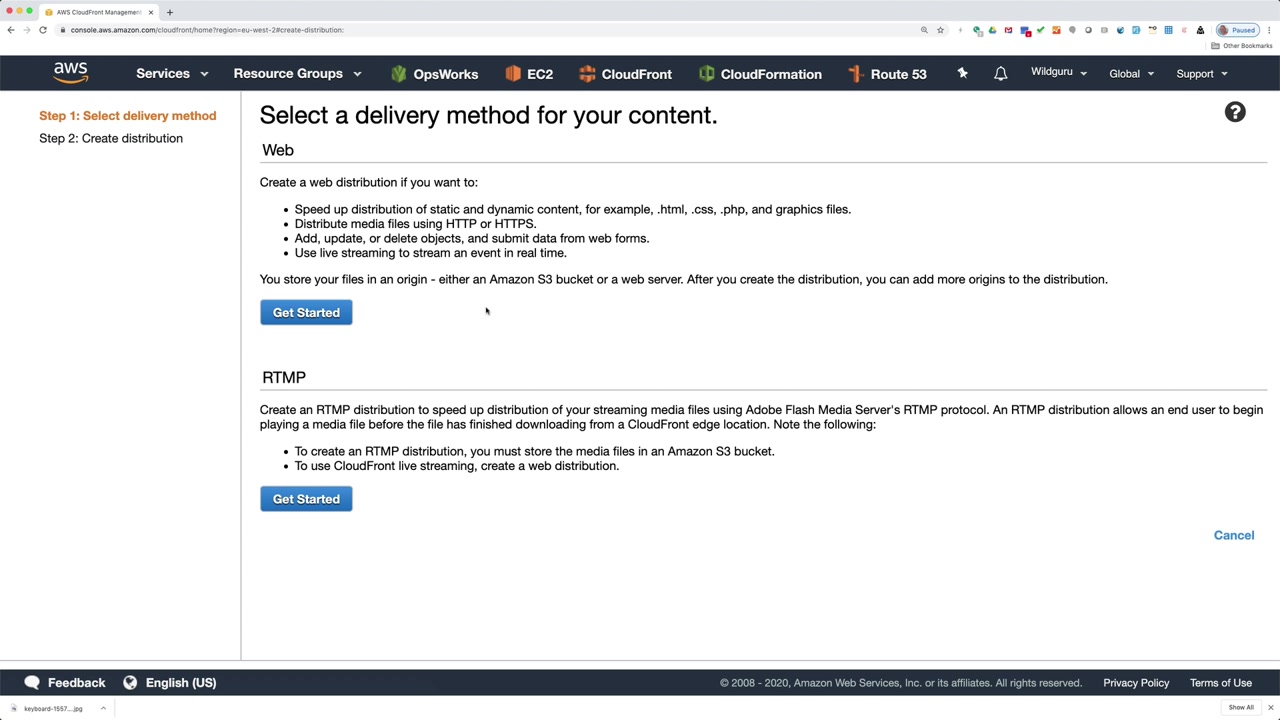 AWS CloudFront Management
console.aws.amazon.com/cloudfront/home?region=eu-west-2#create-distribution:
Paused
Other Bookmarks
aws
Services
Resource Groups
OpsWorks
EC2
CloudFront
CloudFormation
Route 53
Wildguru
Global
Support
Step 1: Select delivery method
Step 2: Create distribution
Select a delivery method for your content.
?
Web
Create a web distribution if you want to:
• Speed up distribution of static and dynamic content, for example, .html, .css, .php, and graphics files.
• Distribute media files using HTTP or HTTPS.
• Add, update, or delete objects, and submit data from web forms.
• Use live streaming to stream an event in real time.
You store your files in an origin - either an Amazon S3 bucket or a web server. After you create the distribution, you can add more origins to the distribution.
Get Started
RTMP
Create an RTMP distribution to speed up distribution of your streaming media files using Adobe Flash Media Server's RTMP protocol. An RTMP distribution allows an end user to begin
playing a media file before the file has finished downloading from a CloudFront edge location. Note the following:
• To create an RTMP distribution, you must store the media files in an Amazon S3 bucket.
• To use CloudFront live streaming, create a web distribution.
Get Started
Cancel
Feedback
English (US)
© 2008 - 2020, Amazon Web Services, Inc. or its affiliates. All rights reserved.
Privacy Policy
Terms of Use
keyboard-1557....jpg
Show All